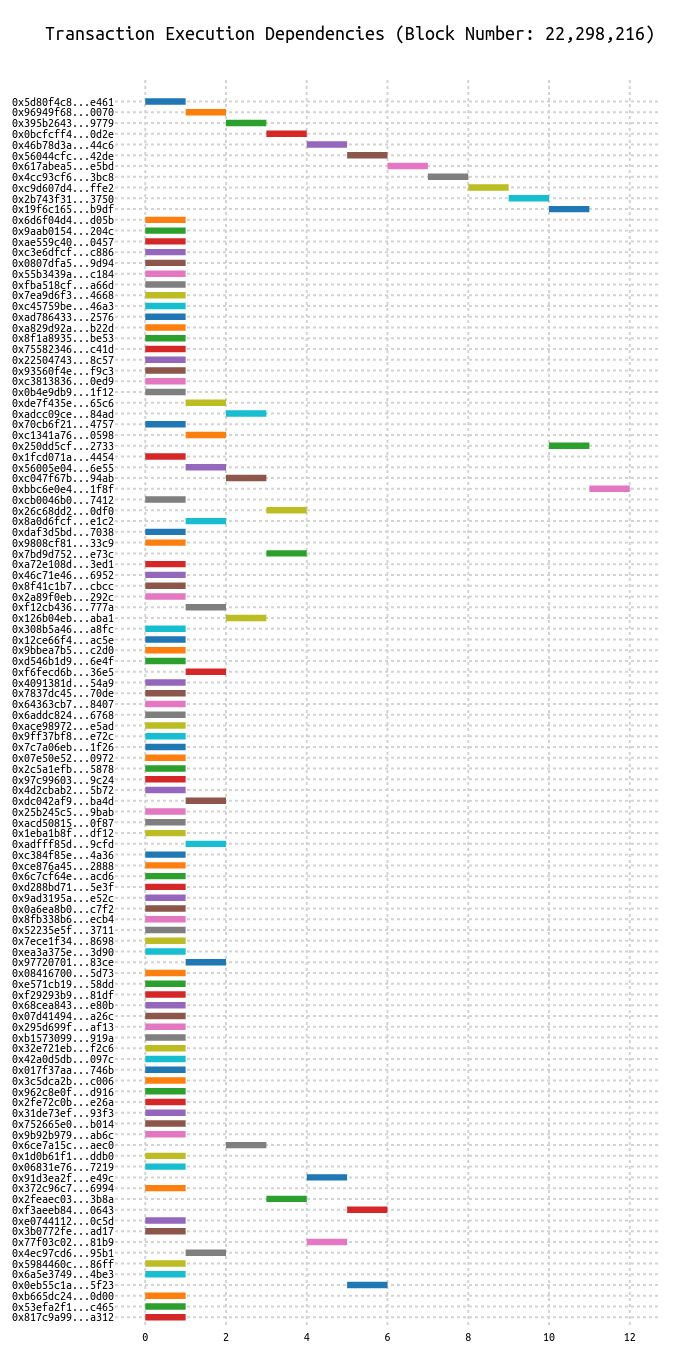 Transaction Execution Dependencies (Block Number: 22,298,216)
0x5d80f4c8...e461
0x96949f68...0070
0x395b2643...9779
0x0bcfcff4...0d2e
0x46b78d3a...44c6
0x56044cfc...42de
0x617abea5...e5bd
0x4cc93cf6...3bc8
0xc9d607d4...ffe2
0x2b743f31...3750
0x19f6c165...b9df
0x6d6f04d4...d05b
0x9aab0154...204c
0xae559c40...0457
0xc3e6dfcf...c886
0x0807dfa5...9d94
0x55b3439a...c184
0xfba518cf...a66d
0x7ea9d6f3...4668
0xc45759be...46a3
0xad786433...2576
0xa829d92a...b22d
0x8f1a8935...be53
0x75582346...c41d
0x22504743...8c57
0x93560f4e...f9c3
0xc3813836...0ed9
0x0b4e9db9...1f12
0xde7f435e...65c6
0xadcc09ce...84ad
0x70cb6f21...4757
0xc1341a76...0598
0x250dd5cf...2733
0x1fcd071a...4454
0x56005e04...6e55
0xc047f67b...94ab
0xbbc6e0e4...1f8f
0xcb0046b0...7412
0x26c68dd2...0df0
0x8a0d6fcf...e1c2
0xdaf3d5bd...7038
0x9808cf81...33c9
0x7bd9d752...e73c
0xa72e108d...3ed1
0x46c71e46...6952
0x8f41c1b7...cbcc
0x2a89f0eb...292c
0xf12cb436...777a
0x126b04eb...aba1
0x308b5a46...a8fc
0x12ce66f4...ac5e
0x9bbea7b5...c2d0
0xd546b1d9...6e4f
0xf6fecd6b...36e5
0x4091381d...54a9
0x7837dc45...70de
0x64363cb7...8407
0x6addc824...6768
0xace98972...e5ad
0x9ff37bf8...e72c
0x7c7a06eb...1f26
0x07e50e52...0972
0x2c5a1efb...5878
0x97c99603...9c24
0x4d2cbab2...5b72
0xdc042af9...ba4d
0x25b245c5...9bab
0xacd50815...0f87
0x1eba1b8f...df12
0xadfff85d...9cfd
0xc384f85e...4a36
0xce876a45...2888
0x6c7cf64e...acd6
0xd288bd71...5e3f
0x9ad3195a...e52c
0x0a6ea8b0...c7f2
0x8fb338b6...ecb4
0x52235e5f...3711
0x7ece1f34...8698
0xea3a375e...3d90
0x97720701...83ce
0x08416700...5d73
0xe571cb19...58dd
0xf29293b9...81df
0x68cea843...e80b
0x07d41494...a26c
0x295d699f...af13
0xb1573099...919a
0x32e721eb...f2c6
0x42a0d5db...097c
0x017f37aa...746b
0x3c5dca2b...c006
0x962c8e0f...d916
0x2fe72c0b...e26a
0x31de73ef...93f3
0x752665e0...b014
0x9b92b979...ab6c
0x6ce7a15c...aec0
0x1d0b61f1...ddb0
0x06831e76...7219
0x91d3ea2f...e49c
0x372c96c7...6994
0x2feaec03...3b8a
0xf3aeeb84...0643
0xe0744112...0c5d
0x3b0772fe...ad17
0x77f03c02...81b9
0x4ec97cd6...95b1
0x5984460c...86ff
0x6a5e3749...4be3
0x0eb55c1a...5f23
0xb665dc24...0d00
0x53efa2f1...c465
0x817c9a99...a312
0 2 4 6 8 10 12